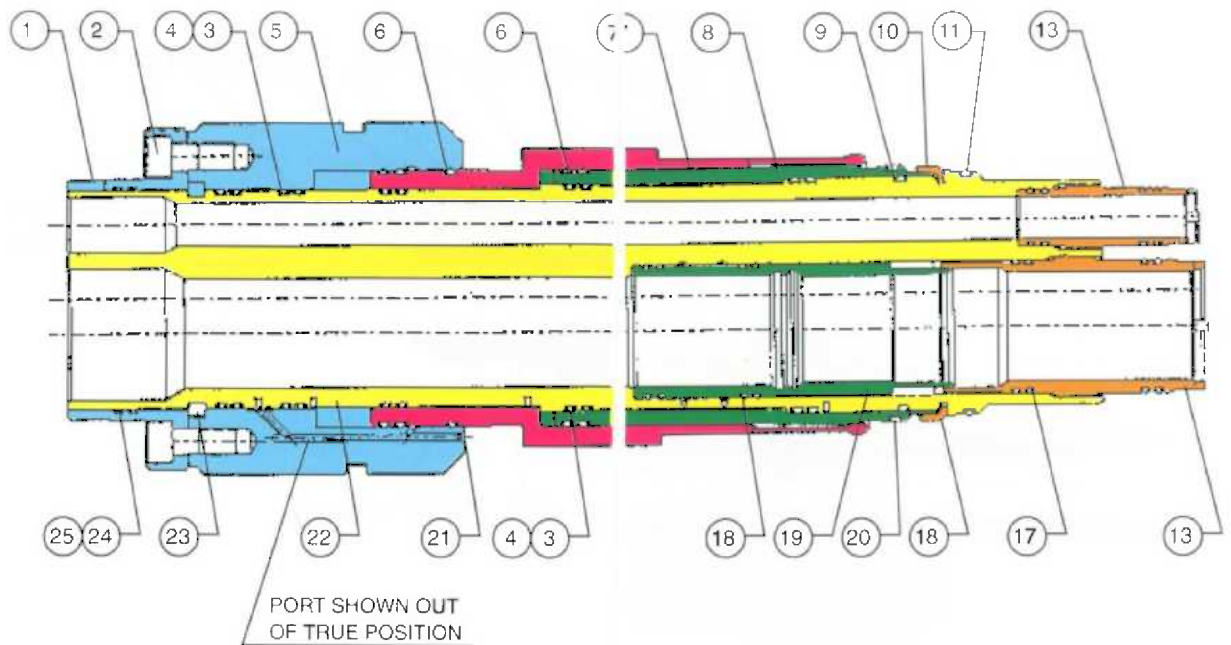 1 2 4 3 5 6 6 7 8 9 10 11 13
25 24 23 22 21 4 3 18 19 20 18 17 13
PORT SHOWN OUT
OF TRUE POSITION